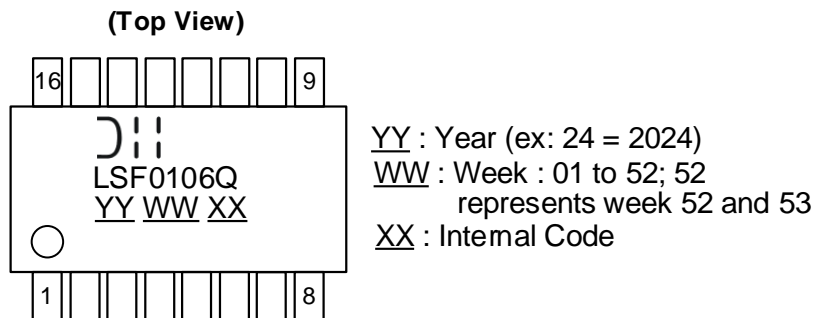 (Top View)
16 9
LSF0106Q
YY WW XX
1 8
YY : Year (ex: 24 = 2024)
WW : Week : 01 to 52; 52
represents week 52 and 53
XX : Internal Code